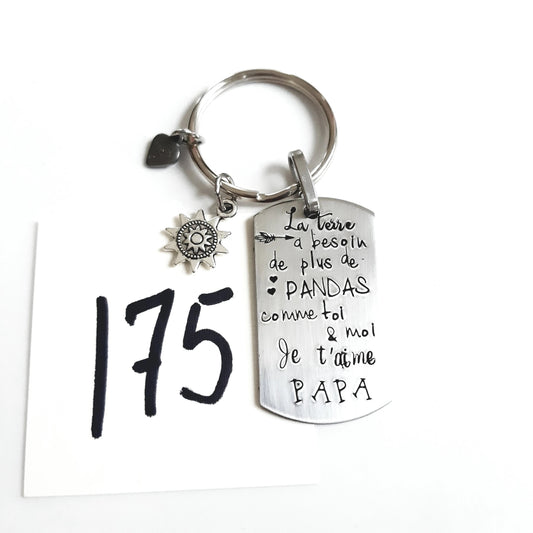 175
La terre
a besoin
de plus de
PANDAS
comme toi
& moi
Je t'aime
PAPA